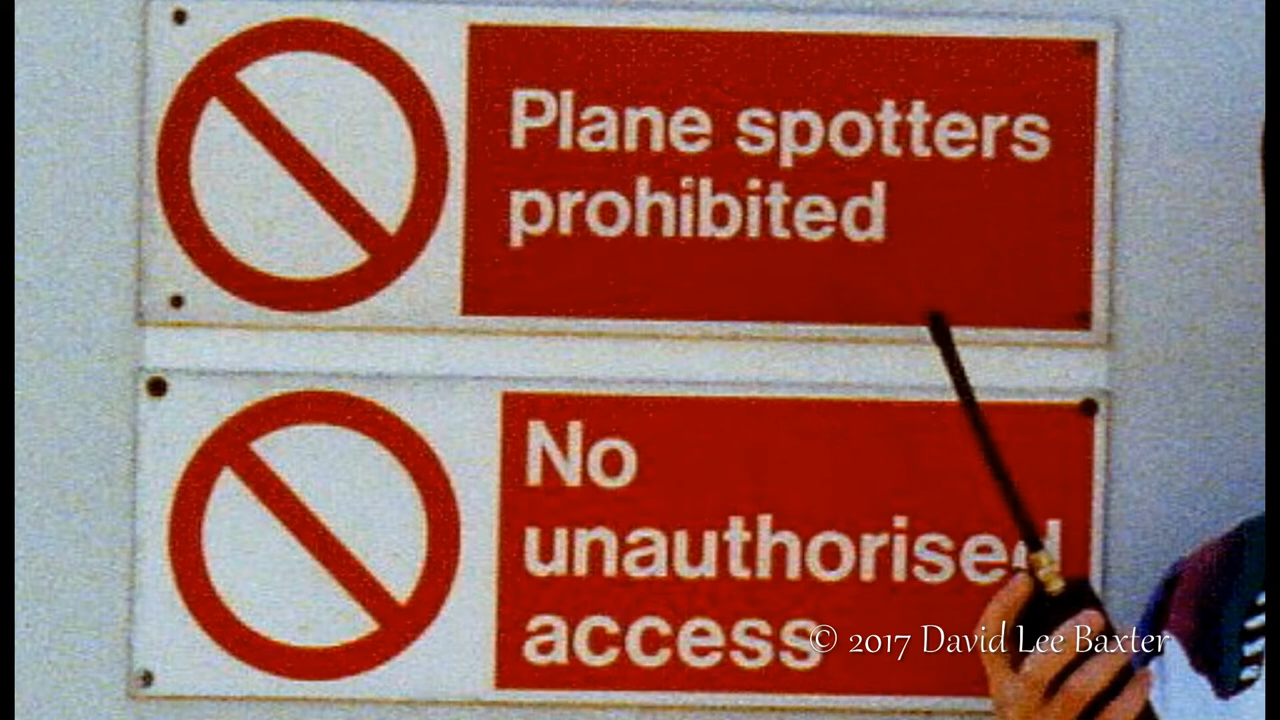 Plane spotters
prohibited
No
unauthorised
access
© 2017 David Lee Baxter